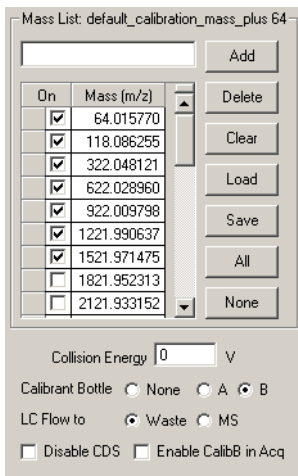 Mass List: default_calibration_mass_plus 64
Add
On Mass (m/z) Delete
64.015770
118.086255 Clear
322.048121
622.028960 Load
922.009798
1221.990637 Save
1521.971475
1821.952313 All
2121.933152 None
Collision Energy 0 V
Calibrant Bottle None A B
LC Flow to Waste MS
Disable CDS Enable CalibB in Acq